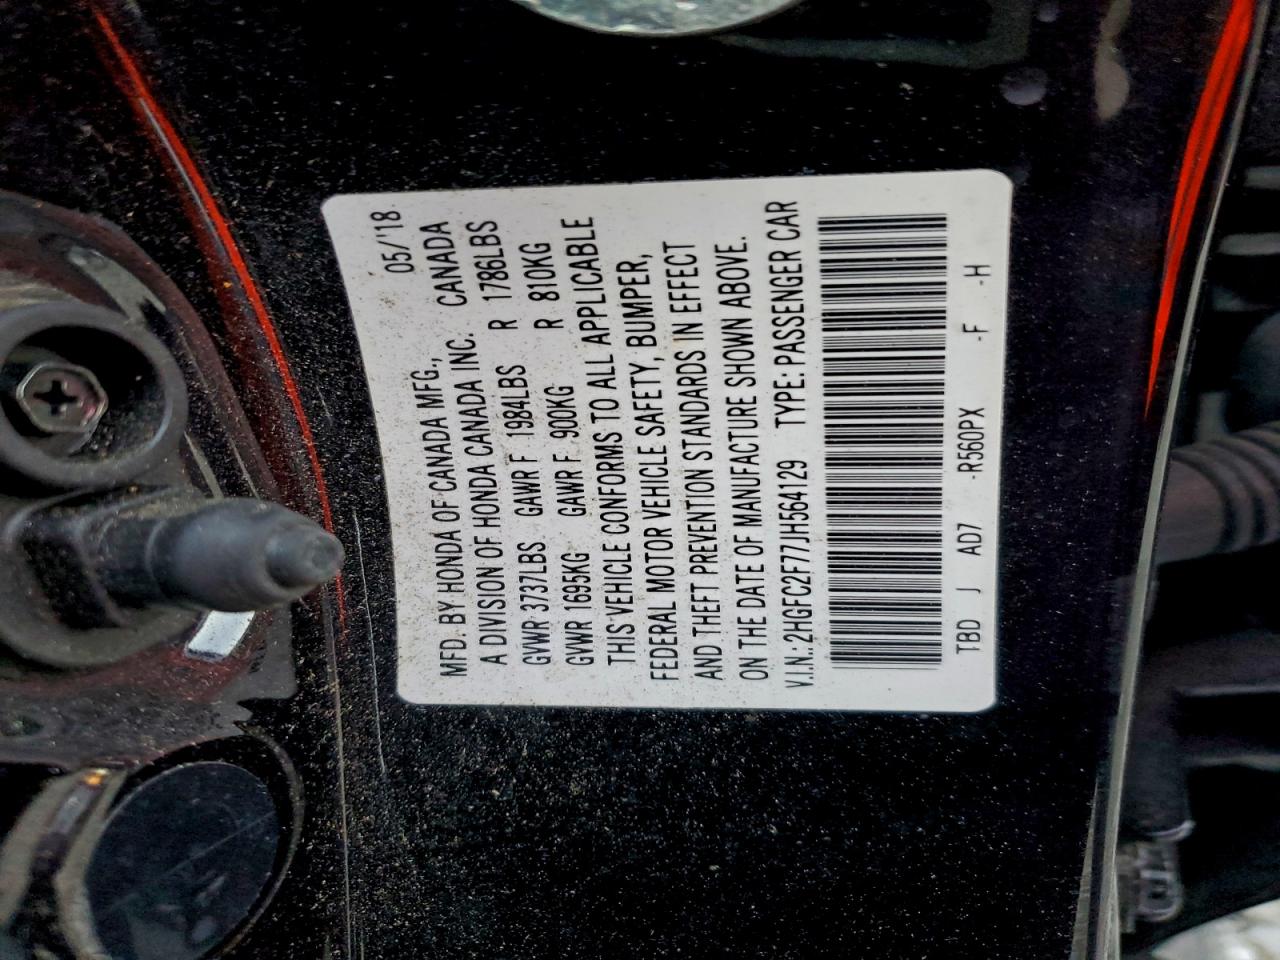 05/'18
MFD. BY HONDA OF CANADA MFG.,
A DIVISION OF HONDA CANADA INC. CANADA
GVWR 3737LBS GAWR F 1984LBS R 1786LBS
GVWR 1695KG GAWR F 900KG R 810KG
THIS VEHICLE CONFORMS TO ALL APPLICABLE
FEDERAL MOTOR VEHICLE SAFETY, BUMPER,
AND THEFT PREVENTION STANDARDS IN EFFECT
ON THE DATE OF MANUFACTURE SHOWN ABOVE.
V.I.N.:2HGFC2F77JH564129 TYPE: PASSENGER CAR
TBD J AD7 -R560PX -F -H